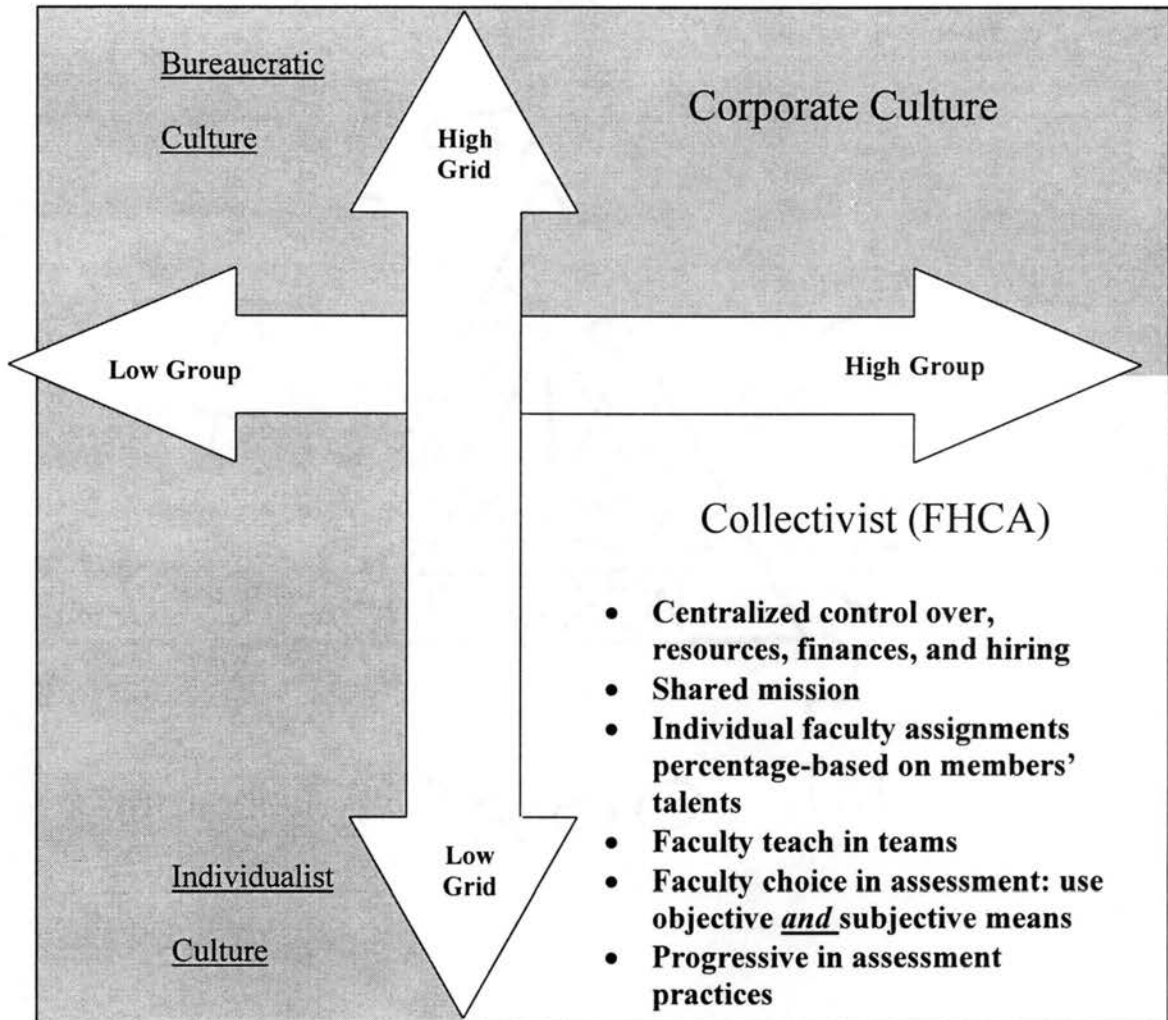 Bureaucratic
Culture
High
Grid
Corporate Culture
Low Group
High Group
Collectivist (FHCA)
• Centralized control over,
resources, finances, and hiring
• Shared mission
• Individual faculty assignments
percentage-based on members’
talents
• Faculty teach in teams
• Faculty choice in assessment: use
objective and subjective means
• Progressive in assessment
practices
Low
Grid
Individualist
Culture